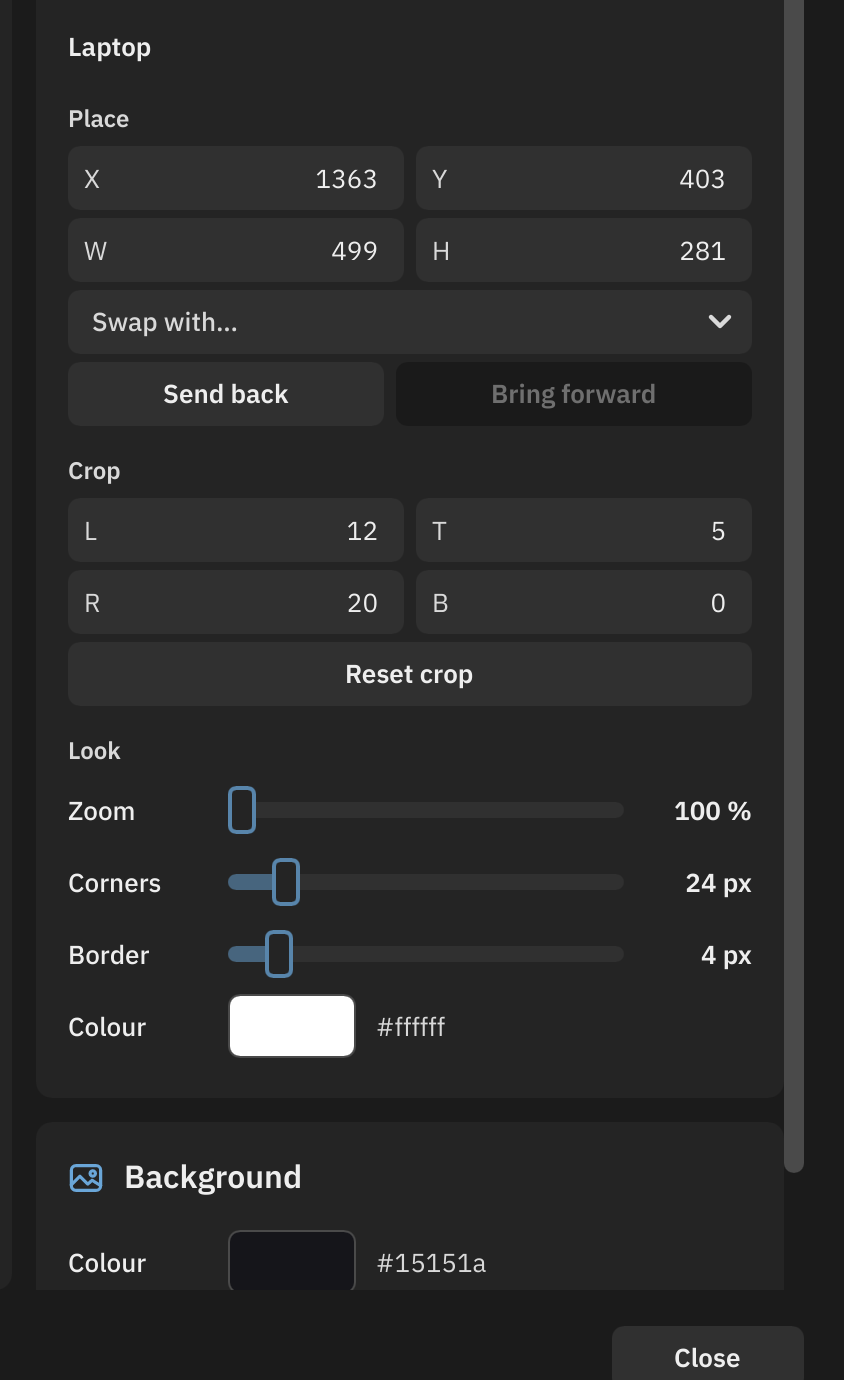 Laptop
Place
X 1363 Y 403
W 499 H 281
Swap with...
Send back Bring forward
Crop
L 12 T 5
R 20 B 0
Reset crop
Look
Zoom 100 %
Corners 24 px
Border 4 px
Colour #ffffff
Background
Colour #15151a
Close